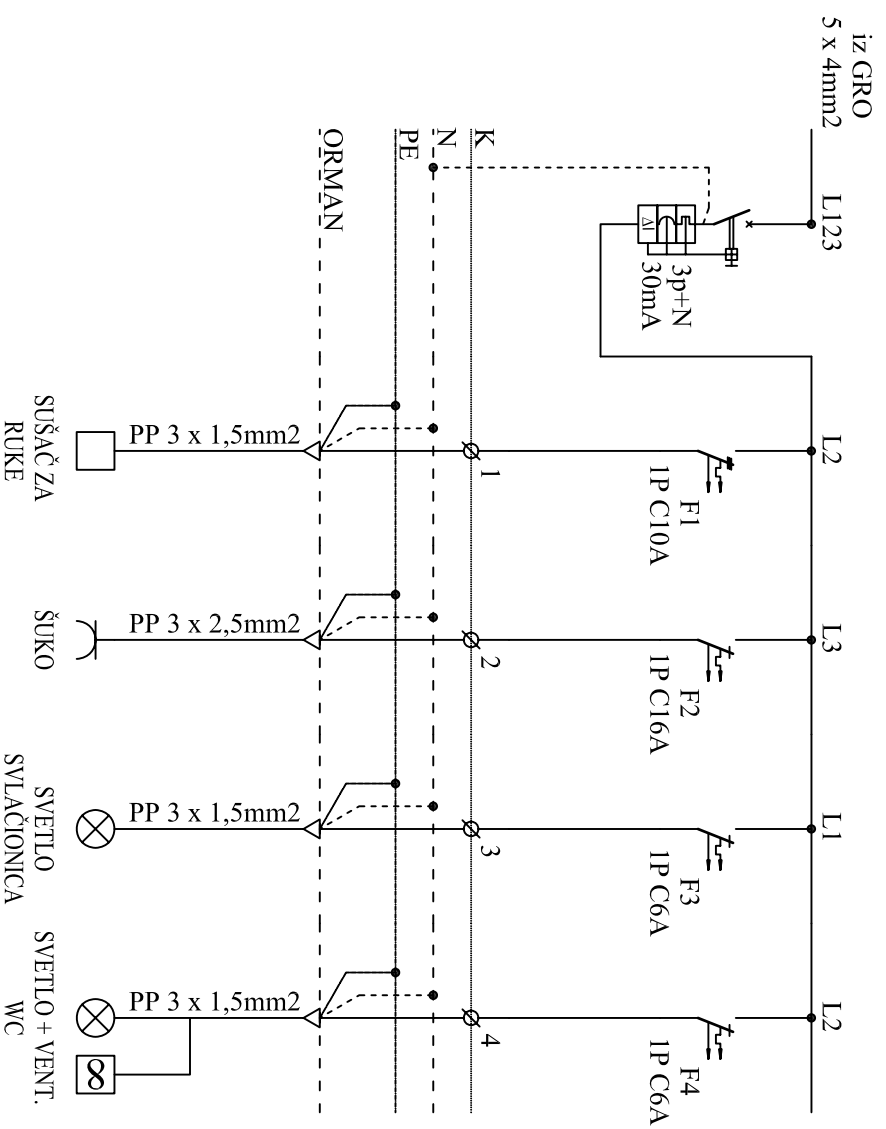 iz GRO
5 x 4mm2
L123
L2
L3
L1
L2
3p+N
30mA
ΔI
F1
1P C10A
F2
1P C16A
F3
1P C6A
F4
1P C6A
K
N
PE
ORMAN
1
2
3
4
PP 3 x 1,5mm2
PP 3 x 2,5mm2
PP 3 x 1,5mm2
PP 3 x 1,5mm2
SUŠAČ ZA
RUKE
ŠUKO
SVETLO
SVLAČIONICA
SVETLO + VENT.
WC